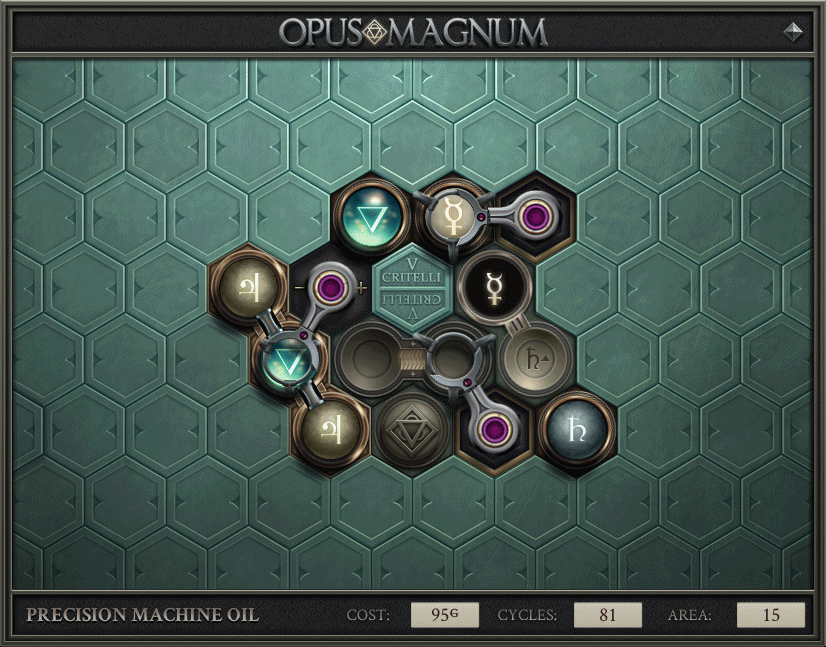 OPUS MAGNUM
V
CRITELLI
CRITELLI
V
PRECISION MACHINE OIL COST: 95G CYCLES: 81 AREA: 15